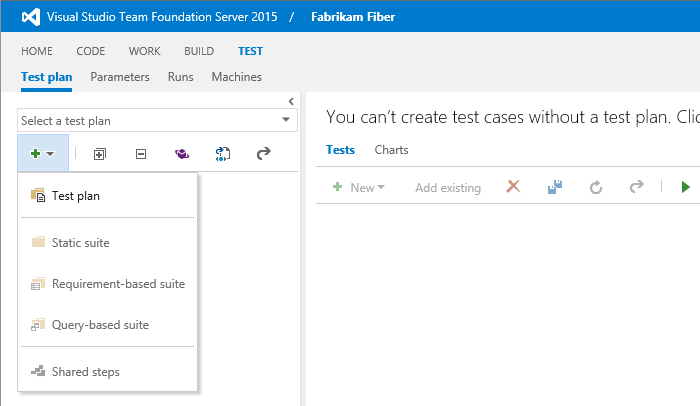 Visual Studio Team Foundation Server 2015 / Fabrikam Fiber
HOME CODE WORK BUILD TEST
Test plan Parameters Runs Machines
Select a test plan
Test plan
Static suite
Requirement-based suite
Query-based suite
Shared steps
You can't create test cases without a test plan. Clic
Tests Charts
New Add existing